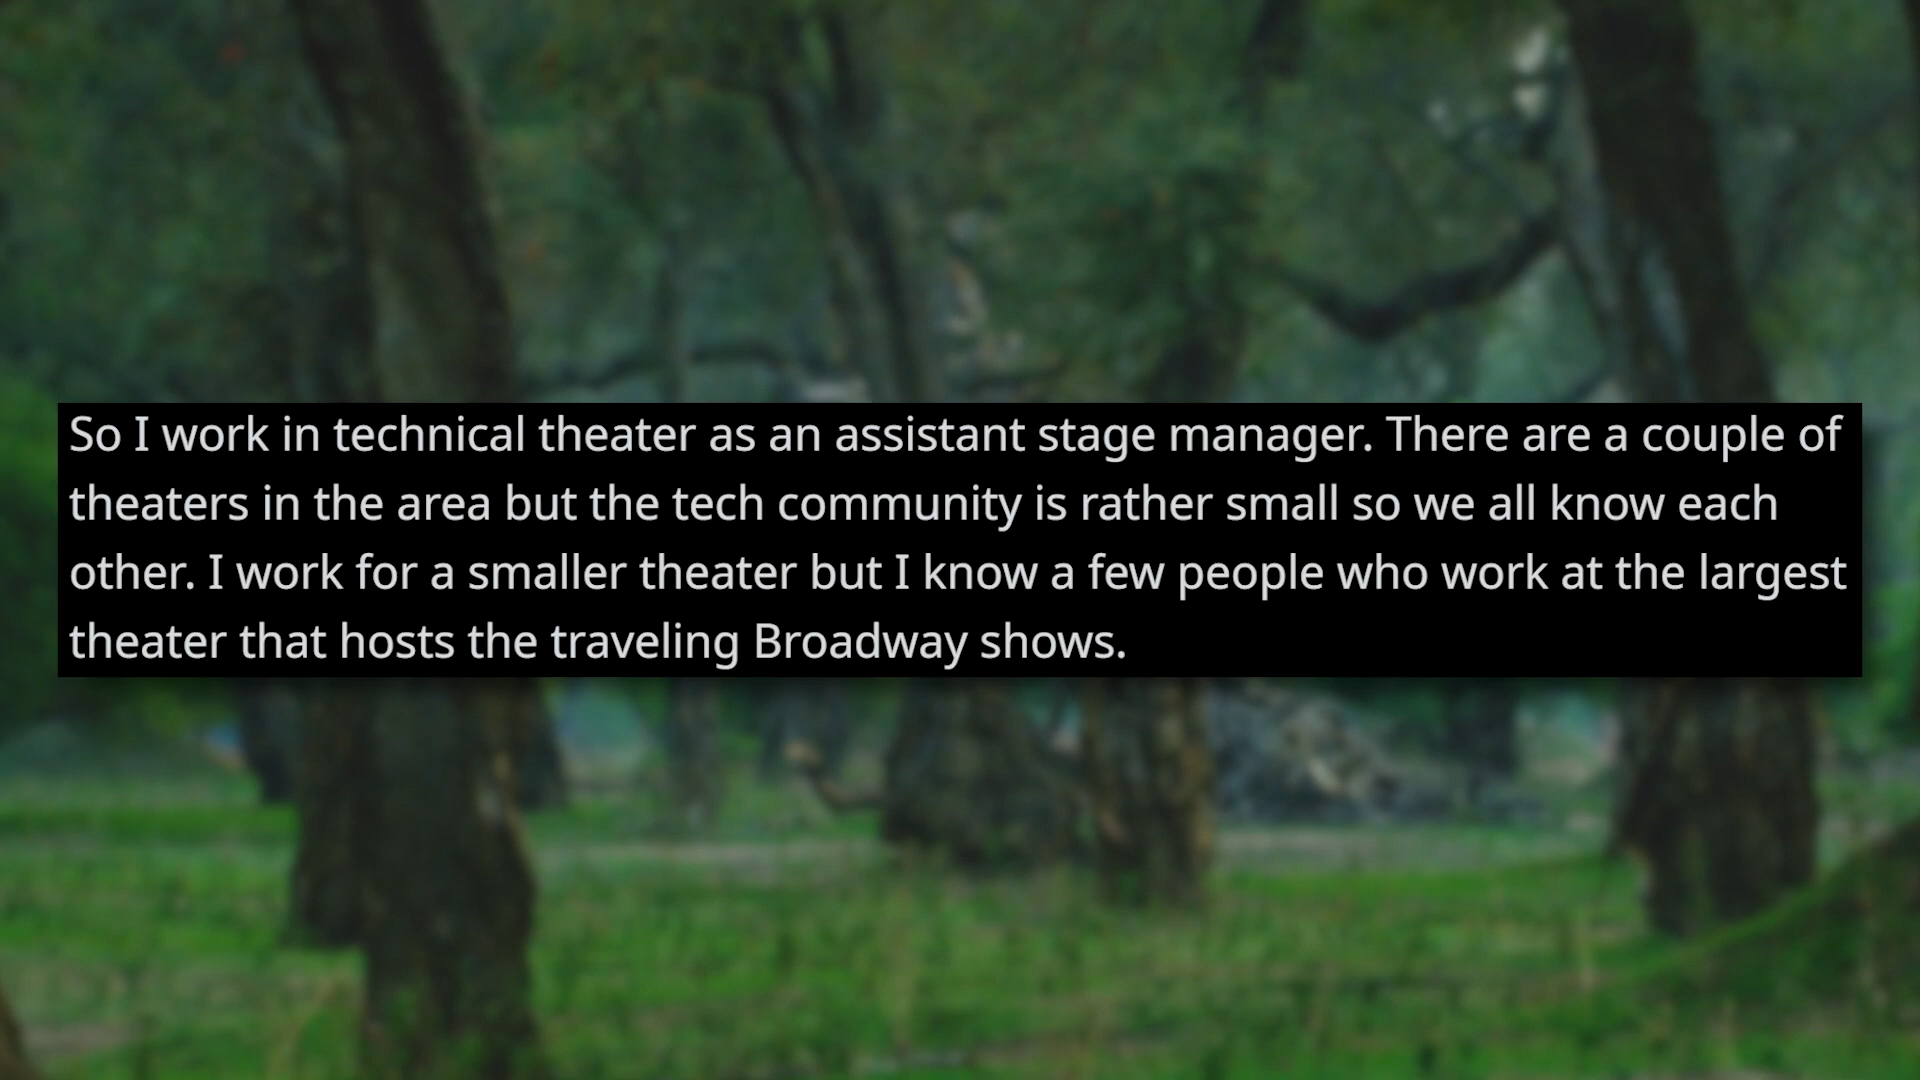 So I work in technical theater as an assistant stage manager. There are a couple of
theaters in the area but the tech community is rather small so we all know each
other. I work for a smaller theater but I know a few people who work at the largest
theater that hosts the traveling Broadway shows.